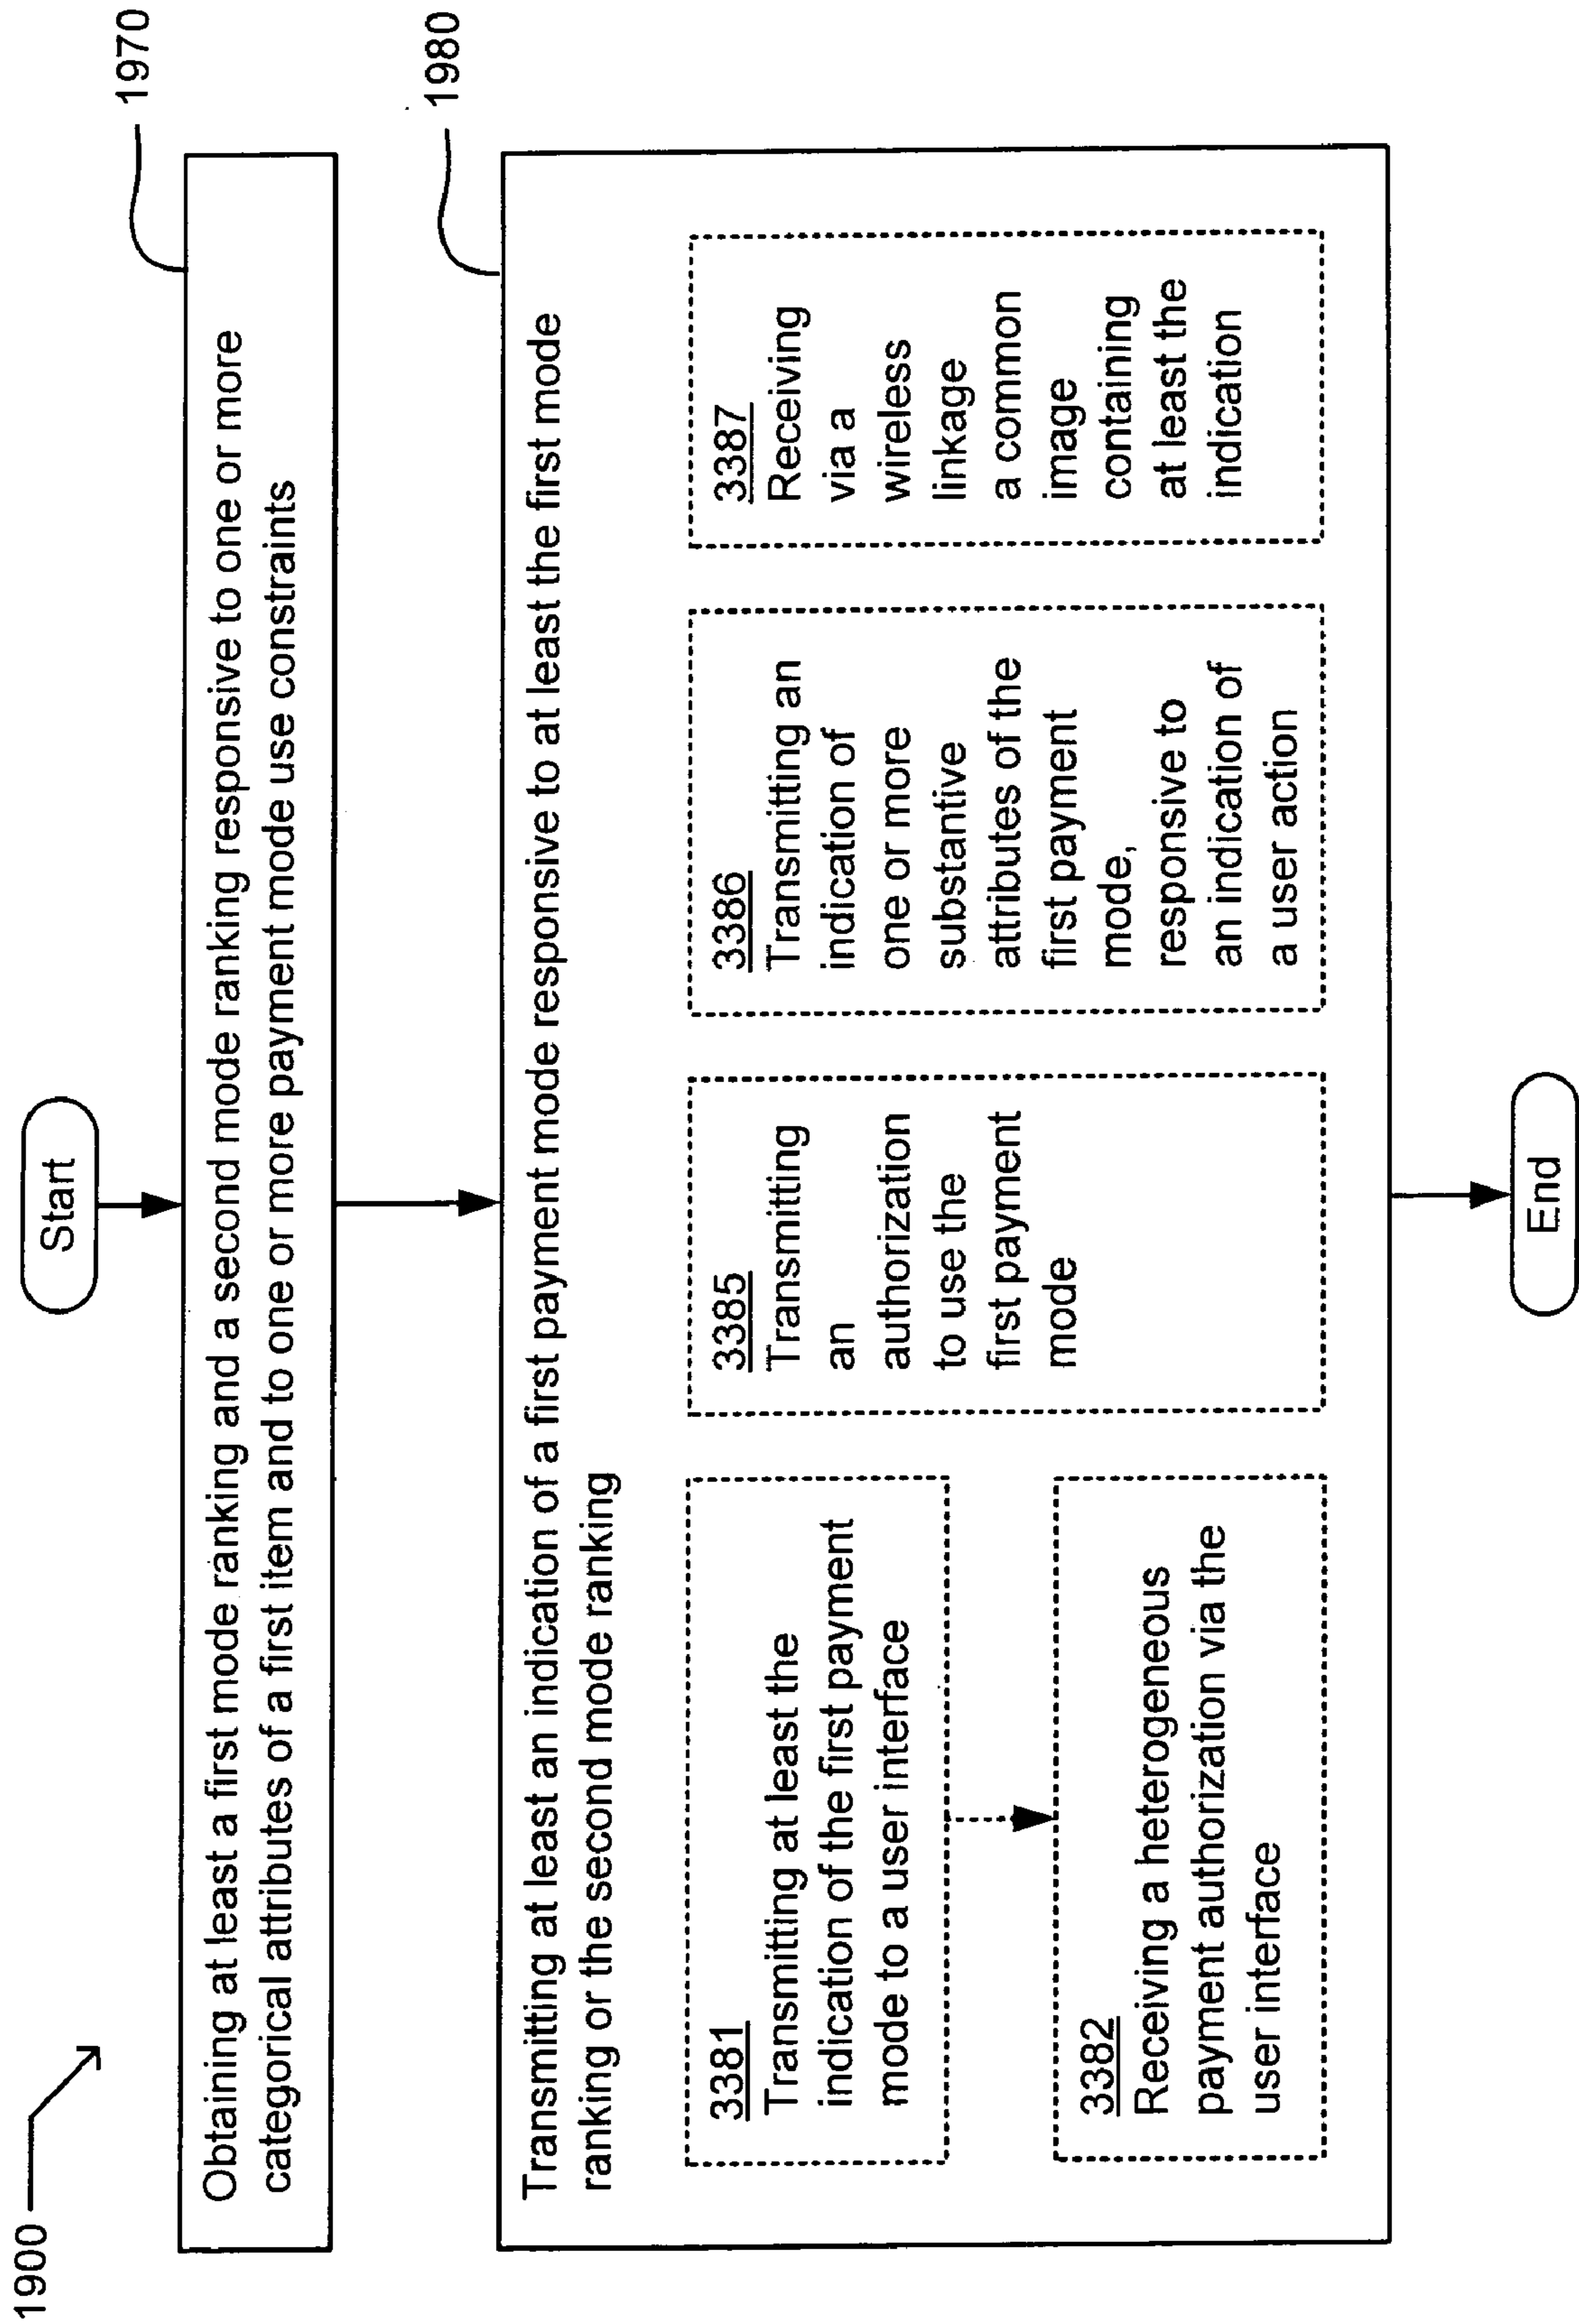 1900
Start
1970
Obtaining at least a first mode ranking and a second mode ranking responsive to one or more
categorical attributes of a first item and to one or more payment mode use constraints
1980
Transmitting at least an indication of a first payment mode responsive to at least the first mode
ranking or the second mode ranking
3381
Transmitting at least the
indication of the first payment
mode to a user interface
3382
Receiving a heterogeneous
payment authorization via the
user interface
3385
Transmitting
an
authorization
to use the
first payment
mode
3386
Transmitting an
indication of
one or more
substantive
attributes of the
first payment
mode,
responsive to
an indication of
a user action
3387
Receiving
via a
wireless
linkage
a common
image
containing
at least the
indication
End